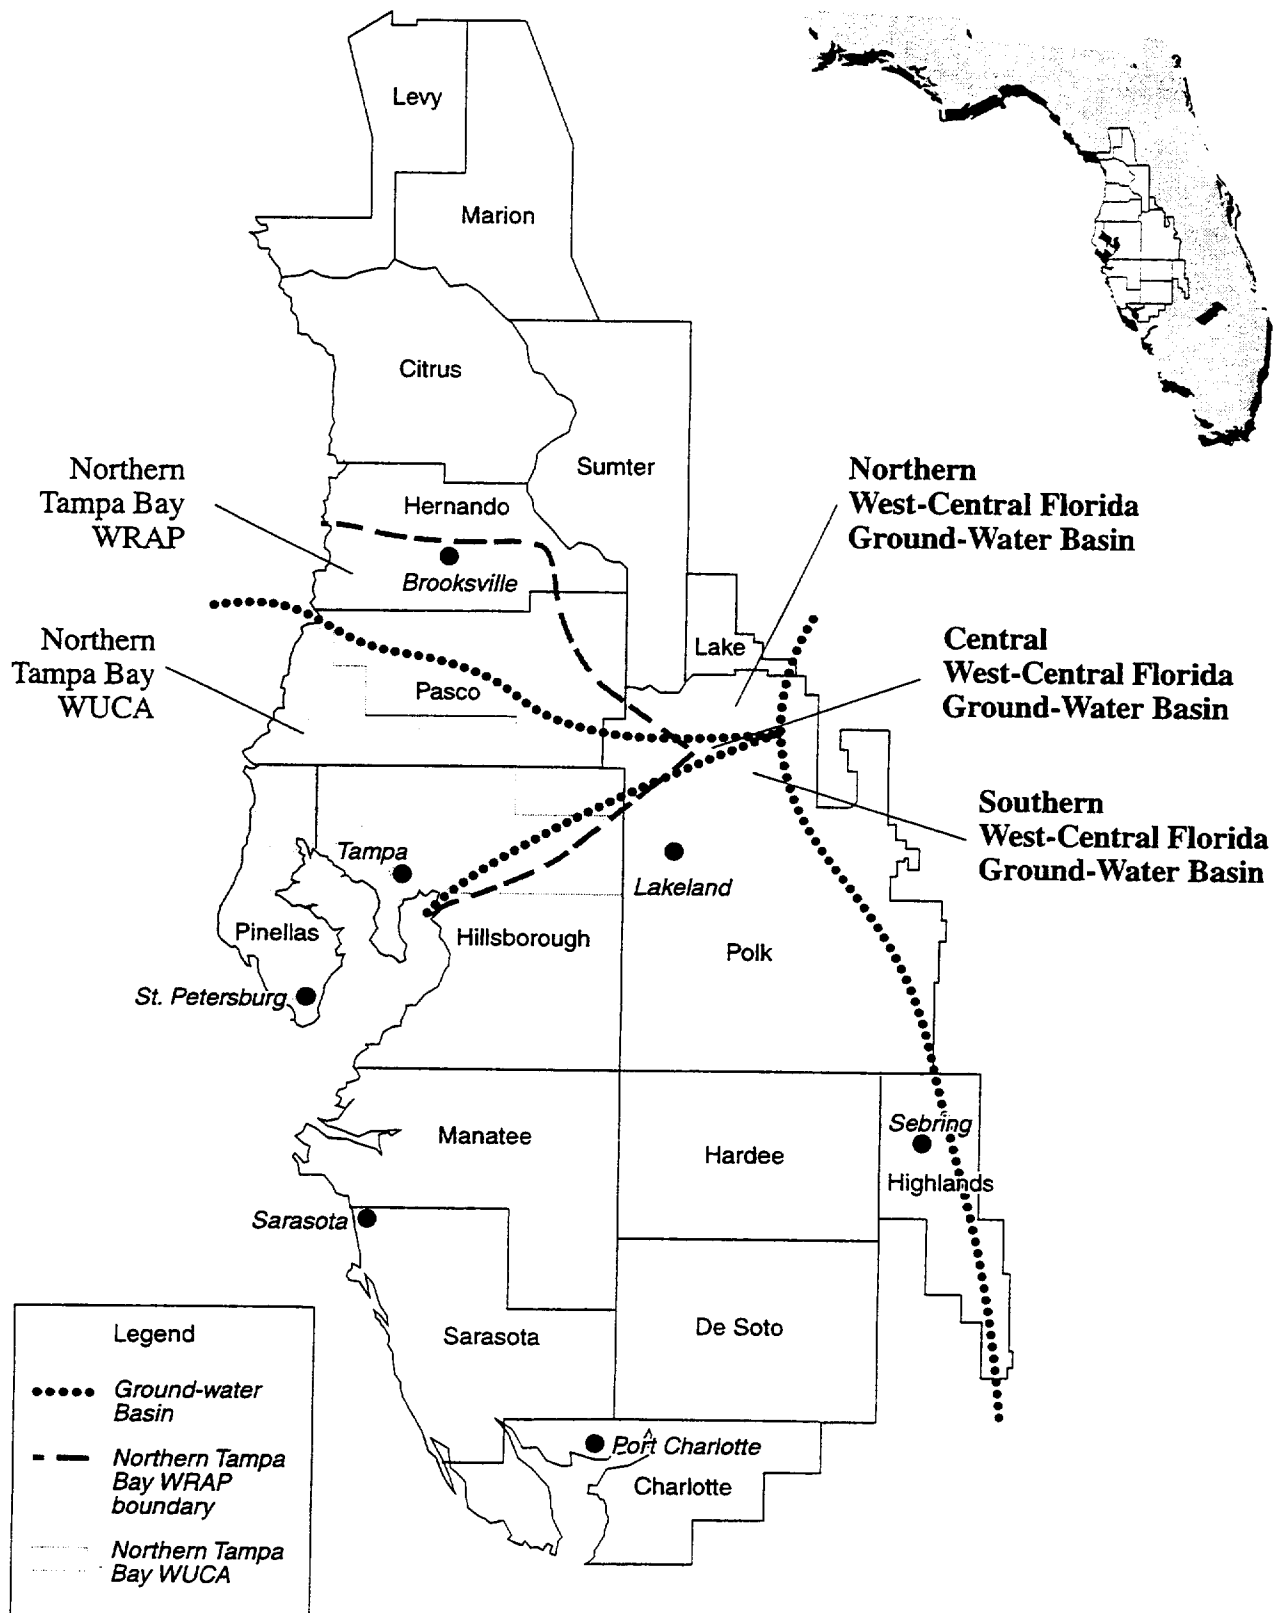 Levy
Marion
Citrus
Sumter
Northern
Tampa Bay
WRAP
Hernando
Brooksville
Northern
West-Central Florida
Ground-Water Basin
Northern
Tampa Bay
WUCA
Pasco
Lake
Central
West-Central Florida
Ground-Water Basin
Southern
West-Central Florida
Ground-Water Basin
Tampa
Lakeland
Pinellas
Hillsborough
Polk
St. Petersburg
Manatee
Hardee
Sebring
Highlands
Sarasota
Sarasota
De Soto
Port Charlotte
Charlotte
Legend
Ground-water
Basin
Northern Tampa
Bay WRAP
boundary
Northern Tampa
Bay WUCA